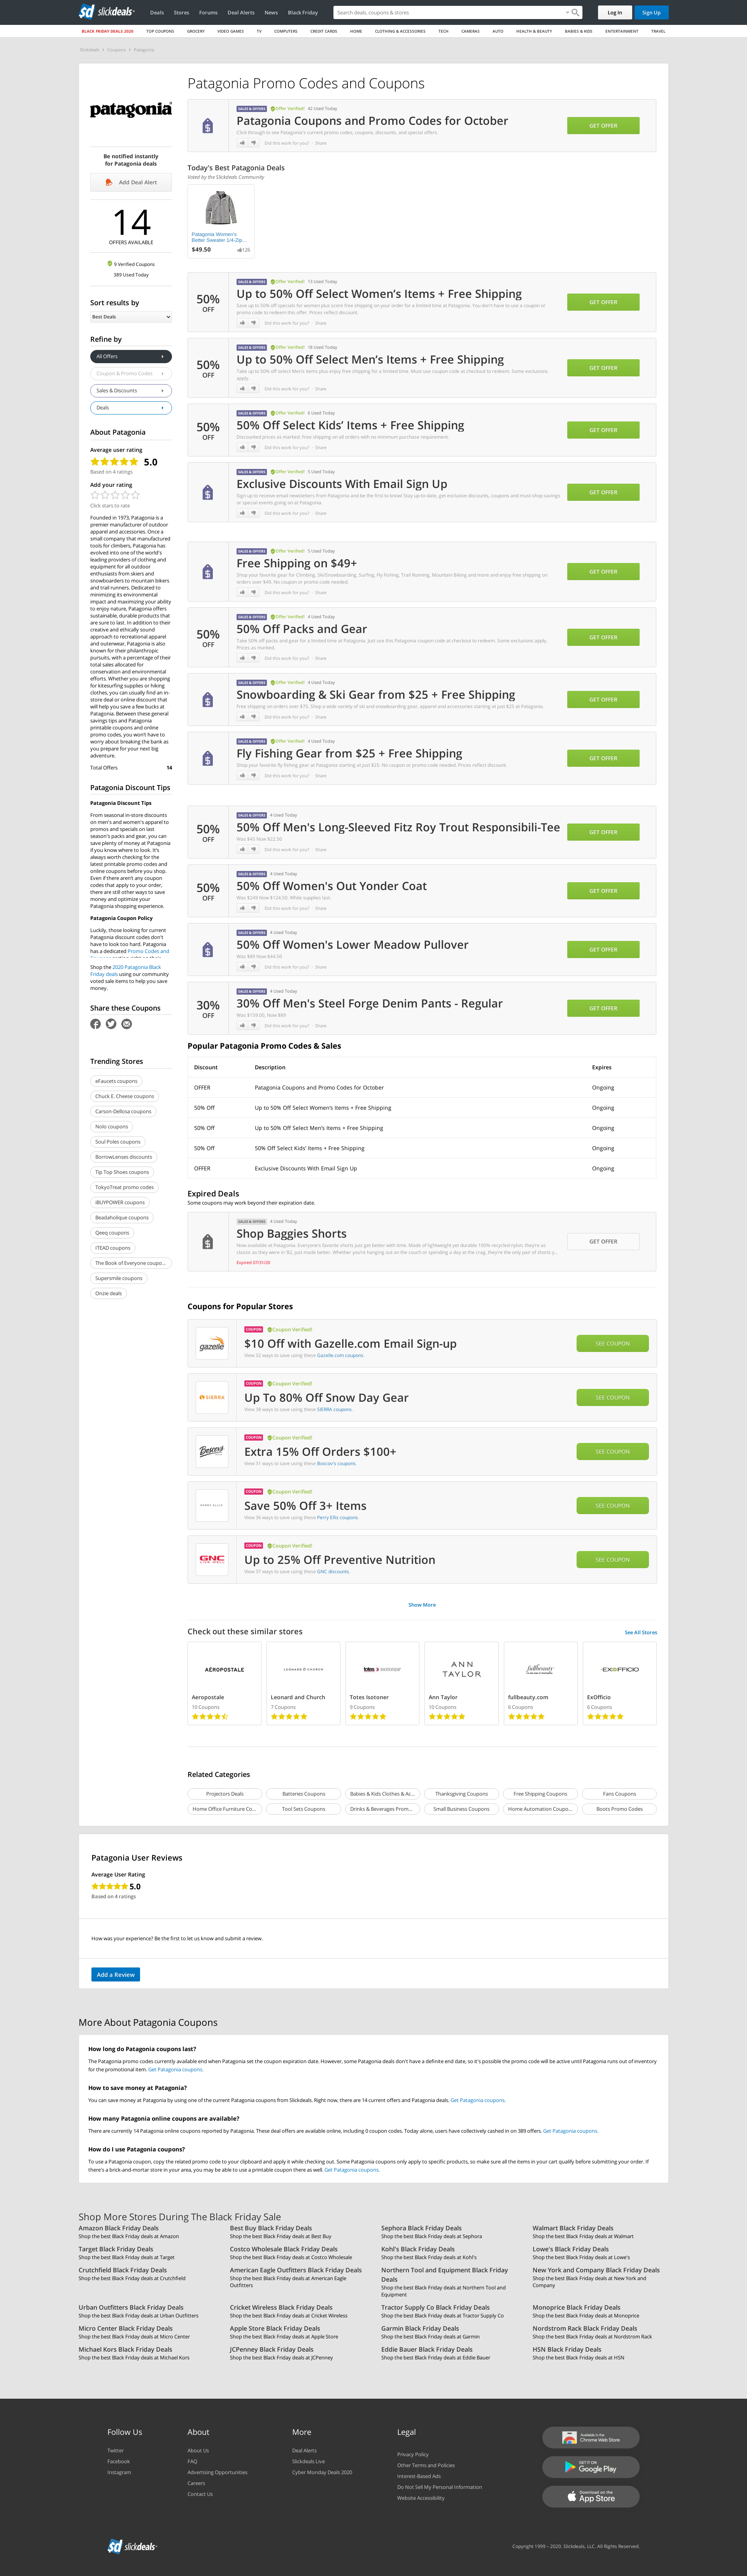 slickdeals
Deals
Stores
Forums
Deal Alerts
News
Black Friday
Search deals, coupons & stores
Log In
Sign Up
BLACK FRIDAY DEALS 2020
TOP COUPONS
GROCERY
VIDEO GAMES
TV
COMPUTERS
CREDIT CARDS
HOME
CLOTHING & ACCESSORIES
TECH
CAMERAS
AUTO
HEALTH & BEAUTY
BABIES & KIDS
ENTERTAINMENT
TRAVEL
Slickdeals › Coupons › Patagonia
patagonia
Be notified instantly
for Patagonia deals
Add Deal Alert
14
OFFERS AVAILABLE
9 Verified Coupons
389 Used Today
Sort results by
Best Deals
Refine by
All Offers
Coupon & Promo Codes
Sales & Discounts
Deals
About Patagonia
Average user rating
5.0
Based on 4 ratings
Add your rating
Click stars to rate
Founded in 1973, Patagonia is a
premier manufacturer of outdoor
apparel and accessories. Once a
small company that manufactured
tools for climbers, Patagonia has
evolved into one of the world's
leading providers of clothing and
equipment for all outdoor
enthusiasts from skiers and
snowboarders to mountain bikers
and trail runners. Dedicated to
minimizing its environmental
impact and maximizing your ability
to enjoy nature, Patagonia offers
sustainable, durable products that
are sure to last. In addition to their
creative and ethically sound
approach to recreational apparel
and outerwear, Patagonia is also
known for their philanthropic
pursuits, with a percentage of their
total sales allocated for
conservation and environmental
efforts. Whether you are shopping
for kitesurfing supplies or hiking
clothes, you can usually find an in-
store deal or online discount that
will help you save a few bucks at
Patagonia. Between these general
savings tips and Patagonia
printable coupons and online
promo codes, you won't have to
worry about breaking the bank as
you prepare for your next big
adventure.
Total Offers 14
Patagonia Discount Tips
Patagonia Discount Tips
From seasonal in-store discounts
on men's and women's apparel to
promos and specials on last
season's packs and gear, you can
save plenty of money at Patagonia
if you know where to look. It's
always worth checking for the
latest printable promo codes and
online coupons before you shop.
Even if there aren't any coupon
codes that apply to your order,
there are still other ways to save
money and optimize your
Patagonia shopping experience.
Patagonia Coupon Policy
Luckily, those looking for current
Patagonia discount codes don't
have to look too hard. Patagonia
has a dedicated Promo Codes and
Shop the 2020 Patagonia Black
Friday deals using our community
voted sale items to help you save
money.
Share these Coupons
Trending Stores
eFaucets coupons
Chuck E. Cheese coupons
Carson-Dellosa coupons
Nolo coupons
Soul Poles coupons
BorrowLenses discounts
Tip Top Shoes coupons
TokyoTreat promo codes
iBUYPOWER coupons
Beadaholique coupons
Qeeq coupons
ITEAD coupons
The Book of Everyone coupo...
Supersmile coupons
Onzie deals
Patagonia Promo Codes and Coupons
SALES & OFFERS Offer Verified! 42 Used Today
Patagonia Coupons and Promo Codes for October
Click through to see Patagonia's current promo codes, coupons, discounts, and special offers.
Did this work for you? Share
GET OFFER
Today's Best Patagonia Deals
Voted by the Slickdeals Community
Patagonia Women's
Better Sweater 1/4-Zip...
$49.50
126
50%
OFF
SALES & OFFERS Offer Verified! 13 Used Today
Up to 50% Off Select Women's Items + Free Shipping
Save up to 50% off specials for women plus score free shipping on your order for a limited time at Patagonia. You don't have to use a coupon or
promo code to redeem this offer. Prices reflect discount.
Did this work for you? Share
GET OFFER
50%
OFF
SALES & OFFERS Offer Verified! 18 Used Today
Up to 50% Off Select Men's Items + Free Shipping
Take upto 50% off select Men's items plus enjoy free shipping for a limited time. Must use coupon code at checkout to redeem. Some exclusions
apply.
Did this work for you? Share
GET OFFER
50%
OFF
SALES & OFFERS Offer Verified! 6 Used Today
50% Off Select Kids' Items + Free Shipping
Discounted prices as marked. Free shipping on all orders with no minimum purchase requirement.
Did this work for you? Share
GET OFFER
SALES & OFFERS Offer Verified! 5 Used Today
Exclusive Discounts With Email Sign Up
Sign up to receive email newsletters from Patagonia and be the first to know! Stay up-to-date, get exclusive discounts, coupons and must shop savings
or special events going on at Patagonia.
Did this work for you? Share
GET OFFER
SALES & OFFERS Offer Verified! 5 Used Today
Free Shipping on $49+
Shop your favorite gear for Climbing, Ski/Snowboarding, Surfing, Fly Fishing, Trail Running, Mountain Biking and more and enjoy free shipping on
orders over $49. No coupon or promo code needed.
Did this work for you? Share
GET OFFER
50%
OFF
SALES & OFFERS Offer Verified! 4 Used Today
50% Off Packs and Gear
Take 50% off packs and gear for a limited time at Patagonia. Just use this Patagonia coupon code at checkout to redeem. Some exclusions apply.
Prices as marked.
Did this work for you? Share
GET OFFER
SALES & OFFERS Offer Verified! 4 Used Today
Snowboarding & Ski Gear from $25 + Free Shipping
Free shipping on orders over $75. Shop a wide variety of ski and snowboarding gear, apparel and accessories starting at just $25 at Patagonia.
Did this work for you? Share
GET OFFER
SALES & OFFERS Offer Verified! 4 Used Today
Fly Fishing Gear from $25 + Free Shipping
Shop your favorite fly fishing gear at Patagonia starting at just $25. No coupon or promo code needed. Prices reflect discount.
Did this work for you? Share
GET OFFER
50%
OFF
SALES & OFFERS 4 Used Today
50% Off Men's Long-Sleeved Fitz Roy Trout Responsibili-Tee
Was $45 Now $22.50
Did this work for you? Share
GET OFFER
50%
OFF
SALES & OFFERS 4 Used Today
50% Off Women's Out Yonder Coat
Was $249 Now $124.50. While supplies last.
Did this work for you? Share
GET OFFER
SALES & OFFERS 4 Used Today
50% Off Women's Lower Meadow Pullover
Was $89 Now $44.50
Did this work for you? Share
GET OFFER
30%
OFF
SALES & OFFERS 4 Used Today
30% Off Men's Steel Forge Denim Pants - Regular
Was $159.00, Now $89
Did this work for you? Share
GET OFFER
Popular Patagonia Promo Codes & Sales
Discount Description Expires
OFFER Patagonia Coupons and Promo Codes for October Ongoing
50% Off Up to 50% Off Select Women's Items + Free Shipping Ongoing
50% Off Up to 50% Off Select Men's Items + Free Shipping Ongoing
50% Off 50% Off Select Kids' Items + Free Shipping Ongoing
OFFER Exclusive Discounts With Email Sign Up Ongoing
Expired Deals
Some coupons may work beyond their expiration date.
SALES & OFFERS 4 Used Today
Shop Baggies Shorts
Now available at Patagonia. Everyone's favorite shorts just got better with time. Made of lightweight yet durable 100% recycled nylon, they're as
classic as they were in '82, just made better. Whether you're hanging out on the couch or spending a day at the crag, they're the only pair of shorts y...
Expired 07/31/20
GET OFFER
Coupons for Popular Stores
gazelle
COUPON Coupon Verified!
$10 Off with Gazelle.com Email Sign-up
View 32 ways to save using these Gazelle.com coupons.
SEE COUPON
SIERRA
COUPON Coupon Verified!
Up To 80% Off Snow Day Gear
View 38 ways to save using these SIERRA coupons.
SEE COUPON
Boscov's
COUPON Coupon Verified!
Extra 15% Off Orders $100+
View 31 ways to save using these Boscov's coupons.
SEE COUPON
PERRY ELLIS
COUPON Coupon Verified!
Save 50% Off 3+ Items
View 36 ways to save using these Perry Ellis coupons.
SEE COUPON
GNC
LIVE WELL
COUPON Coupon Verified!
Up to 25% Off Preventive Nutrition
View 37 ways to save using these GNC discounts.
SEE COUPON
Show More
Check out these similar stores
See All Stores
AÉROPOSTALE
Aeropostale
10 Coupons
LEONARD & CHURCH
Leonard and Church
7 Coupons
totes isotoner
Totes Isotoner
9 Coupons
ANN
TAYLOR
Ann Taylor
10 Coupons
fullbeauty
fullbeauty.com
6 Coupons
EXOFFICIO
ExOfficio
6 Coupons
Related Categories
Projectors Deals
Batteries Coupons
Babies & Kids Clothes & Ac...
Thanksgiving Coupons
Free Shipping Coupons
Fans Coupons
Home Office Furniture Co...
Tool Sets Coupons
Drinks & Beverages Prom...
Small Business Coupons
Home Automation Coupo...
Boots Promo Codes
Patagonia User Reviews
Average User Rating
5.0
Based on 4 ratings
How was your experience? Be the first to let us know and submit a review.
Add a Review
More About Patagonia Coupons
How long do Patagonia coupons last?
The Patagonia promo codes currently available end when Patagonia set the coupon expiration date. However, some Patagonia deals don't have a definite end date, so it's possible the promo code will be active until Patagonia runs out of inventory
for the promotional item. Get Patagonia coupons.
How to save money at Patagonia?
You can save money at Patagonia by using one of the current Patagonia coupons from Slickdeals. Right now, there are 14 current offers and Patagonia deals. Get Patagonia coupons.
How many Patagonia online coupons are available?
There are currently 14 Patagonia online coupons reported by Patagonia. These deal offers are available online, including 0 coupon codes. Today alone, users have collectively cashed in on 389 offers. Get Patagonia coupons.
How do I use Patagonia coupons?
To use a Patagonia coupon, copy the related promo code to your clipboard and apply it while checking out. Some Patagonia coupons only apply to specific products, so make sure all the items in your cart qualify before submitting your order. If
there's a brick-and-mortar store in your area, you may be able to use a printable coupon there as well. Get Patagonia coupons.
Shop More Stores During The Black Friday Sale
Amazon Black Friday Deals
Shop the best Black Friday deals at Amazon
Best Buy Black Friday Deals
Shop the best Black Friday deals at Best Buy
Sephora Black Friday Deals
Shop the best Black Friday deals at Sephora
Walmart Black Friday Deals
Shop the best Black Friday deals at Walmart
Target Black Friday Deals
Shop the best Black Friday deals at Target
Costco Wholesale Black Friday Deals
Shop the best Black Friday deals at Costco Wholesale
Kohl's Black Friday Deals
Shop the best Black Friday deals at Kohl's
Lowe's Black Friday Deals
Shop the best Black Friday deals at Lowe's
Crutchfield Black Friday Deals
Shop the best Black Friday deals at Crutchfield
American Eagle Outfitters Black Friday Deals
Shop the best Black Friday deals at American Eagle
Outfitters
Northern Tool and Equipment Black Friday
Deals
Shop the best Black Friday deals at Northern Tool and
Equipment
New York and Company Black Friday Deals
Shop the best Black Friday deals at New York and
Company
Urban Outfitters Black Friday Deals
Shop the best Black Friday deals at Urban Outfitters
Cricket Wireless Black Friday Deals
Shop the best Black Friday deals at Cricket Wireless
Tractor Supply Co Black Friday Deals
Shop the best Black Friday deals at Tractor Supply Co
Monoprice Black Friday Deals
Shop the best Black Friday deals at Monoprice
Micro Center Black Friday Deals
Shop the best Black Friday deals at Micro Center
Apple Store Black Friday Deals
Shop the best Black Friday deals at Apple Store
Garmin Black Friday Deals
Shop the best Black Friday deals at Garmin
Nordstrom Rack Black Friday Deals
Shop the best Black Friday deals at Nordstrom Rack
Michael Kors Black Friday Deals
Shop the best Black Friday deals at Michael Kors
JCPenney Black Friday Deals
Shop the best Black Friday deals at JCPenney
Eddie Bauer Black Friday Deals
Shop the best Black Friday deals at Eddie Bauer
HSN Black Friday Deals
Shop the best Black Friday deals at HSN
Follow Us
Twitter
Facebook
Instagram
About
About Us
FAQ
Advertising Opportunities
Careers
Contact Us
More
Deal Alerts
Slickdeals Live
Cyber Monday Deals 2020
Legal
Privacy Policy
Other Terms and Policies
Interest-Based Ads
Do Not Sell My Personal Information
Website Accessibility
Available in the
Chrome Web Store
GET IT ON
Google Play
Download on the
App Store
slickdeals
Copyright 1999 – 2020. Slickdeals, LLC. All Rights Reserved.